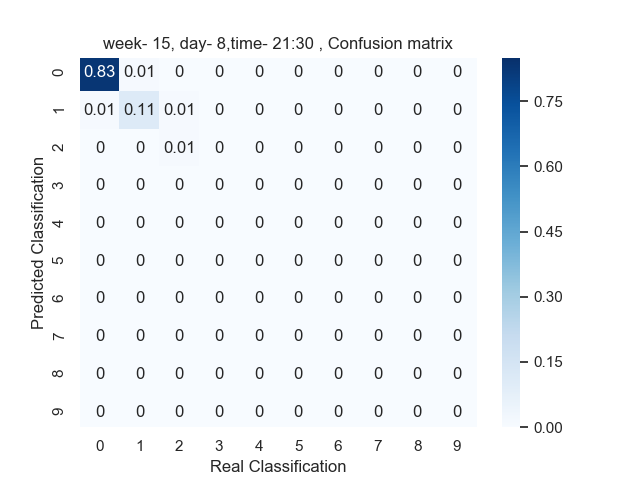 week- 15, day- 8,time- 21:30 , Confusion matrix
0 0.83 0.01 0 0 0 0 0 0 0 0
1 0.01 0.11 0.01 0 0 0 0 0 0 0
2 0 0 0.01 0 0 0 0 0 0 0
3 0 0 0 0 0 0 0 0 0 0
4 0 0 0 0 0 0 0 0 0 0
5 0 0 0 0 0 0 0 0 0 0
6 0 0 0 0 0 0 0 0 0 0
7 0 0 0 0 0 0 0 0 0 0
8 0 0 0 0 0 0 0 0 0 0
9 0 0 0 0 0 0 0 0 0 0
0 1 2 3 4 5 6 7 8 9
Real Classification
Predicted Classification
0.75
0.60
0.45
0.30
0.15
0.00